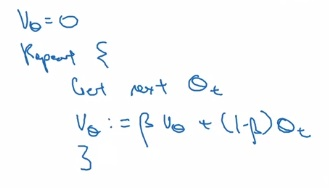 V_θ = 0
Repeat {
Get next θ_t
V_θ := β V_θ + (1-β) θ_t
}